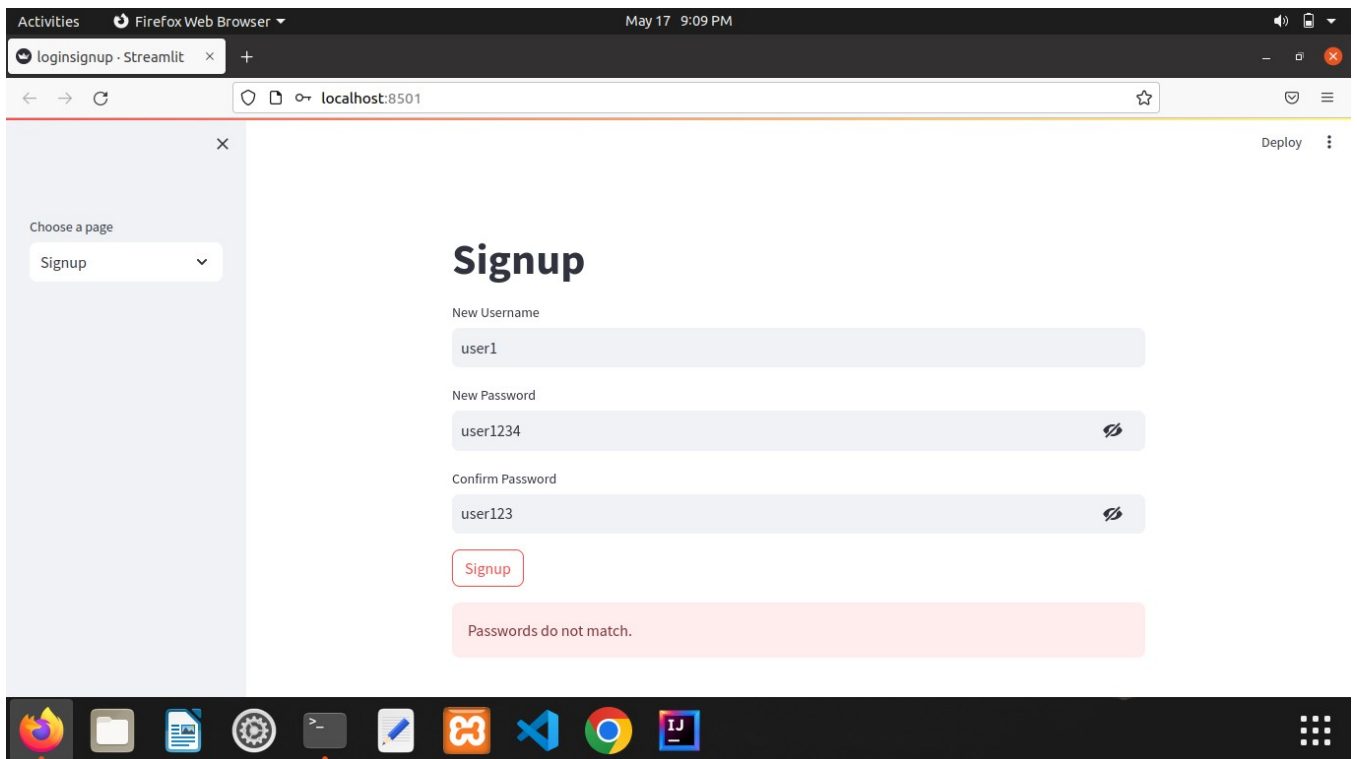 Activities Firefox Web Browser May 17 9:09 PM
loginsignup · Streamlit
localhost:8501
Deploy
Choose a page
Signup
Signup
New Username
user1
New Password
user1234
Confirm Password
user123
Signup
Passwords do not match.
>_
IJ